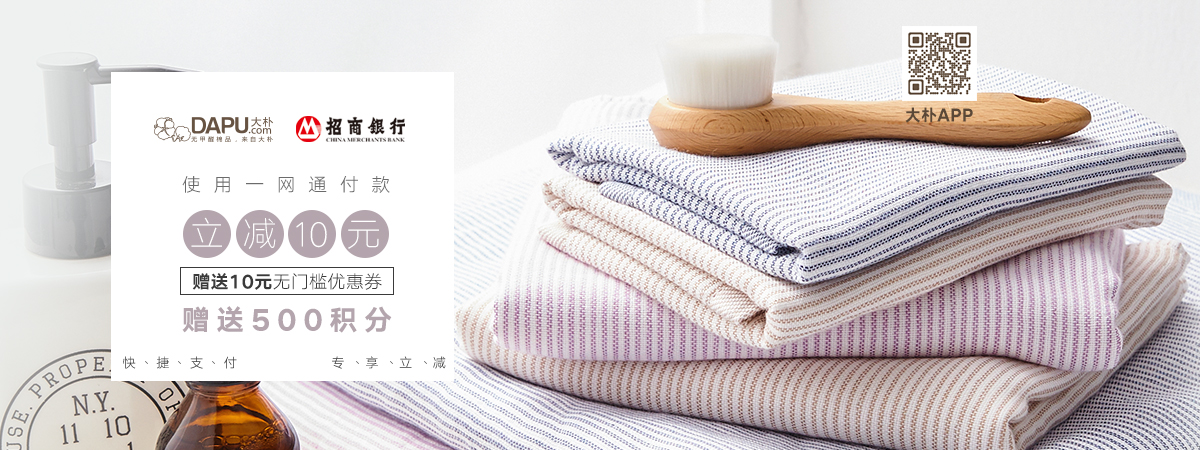 DAPU大朴
.com
无甲醛棉品,来自大朴
招商银行
CHINA MERCHANTS BANK
使用一网通付款
立减10元
赠送10元无门槛优惠券
赠送500积分
快、捷、支、付
专、享、立、减
大朴APP
USE. PROPE
N.Y.
11 10
1